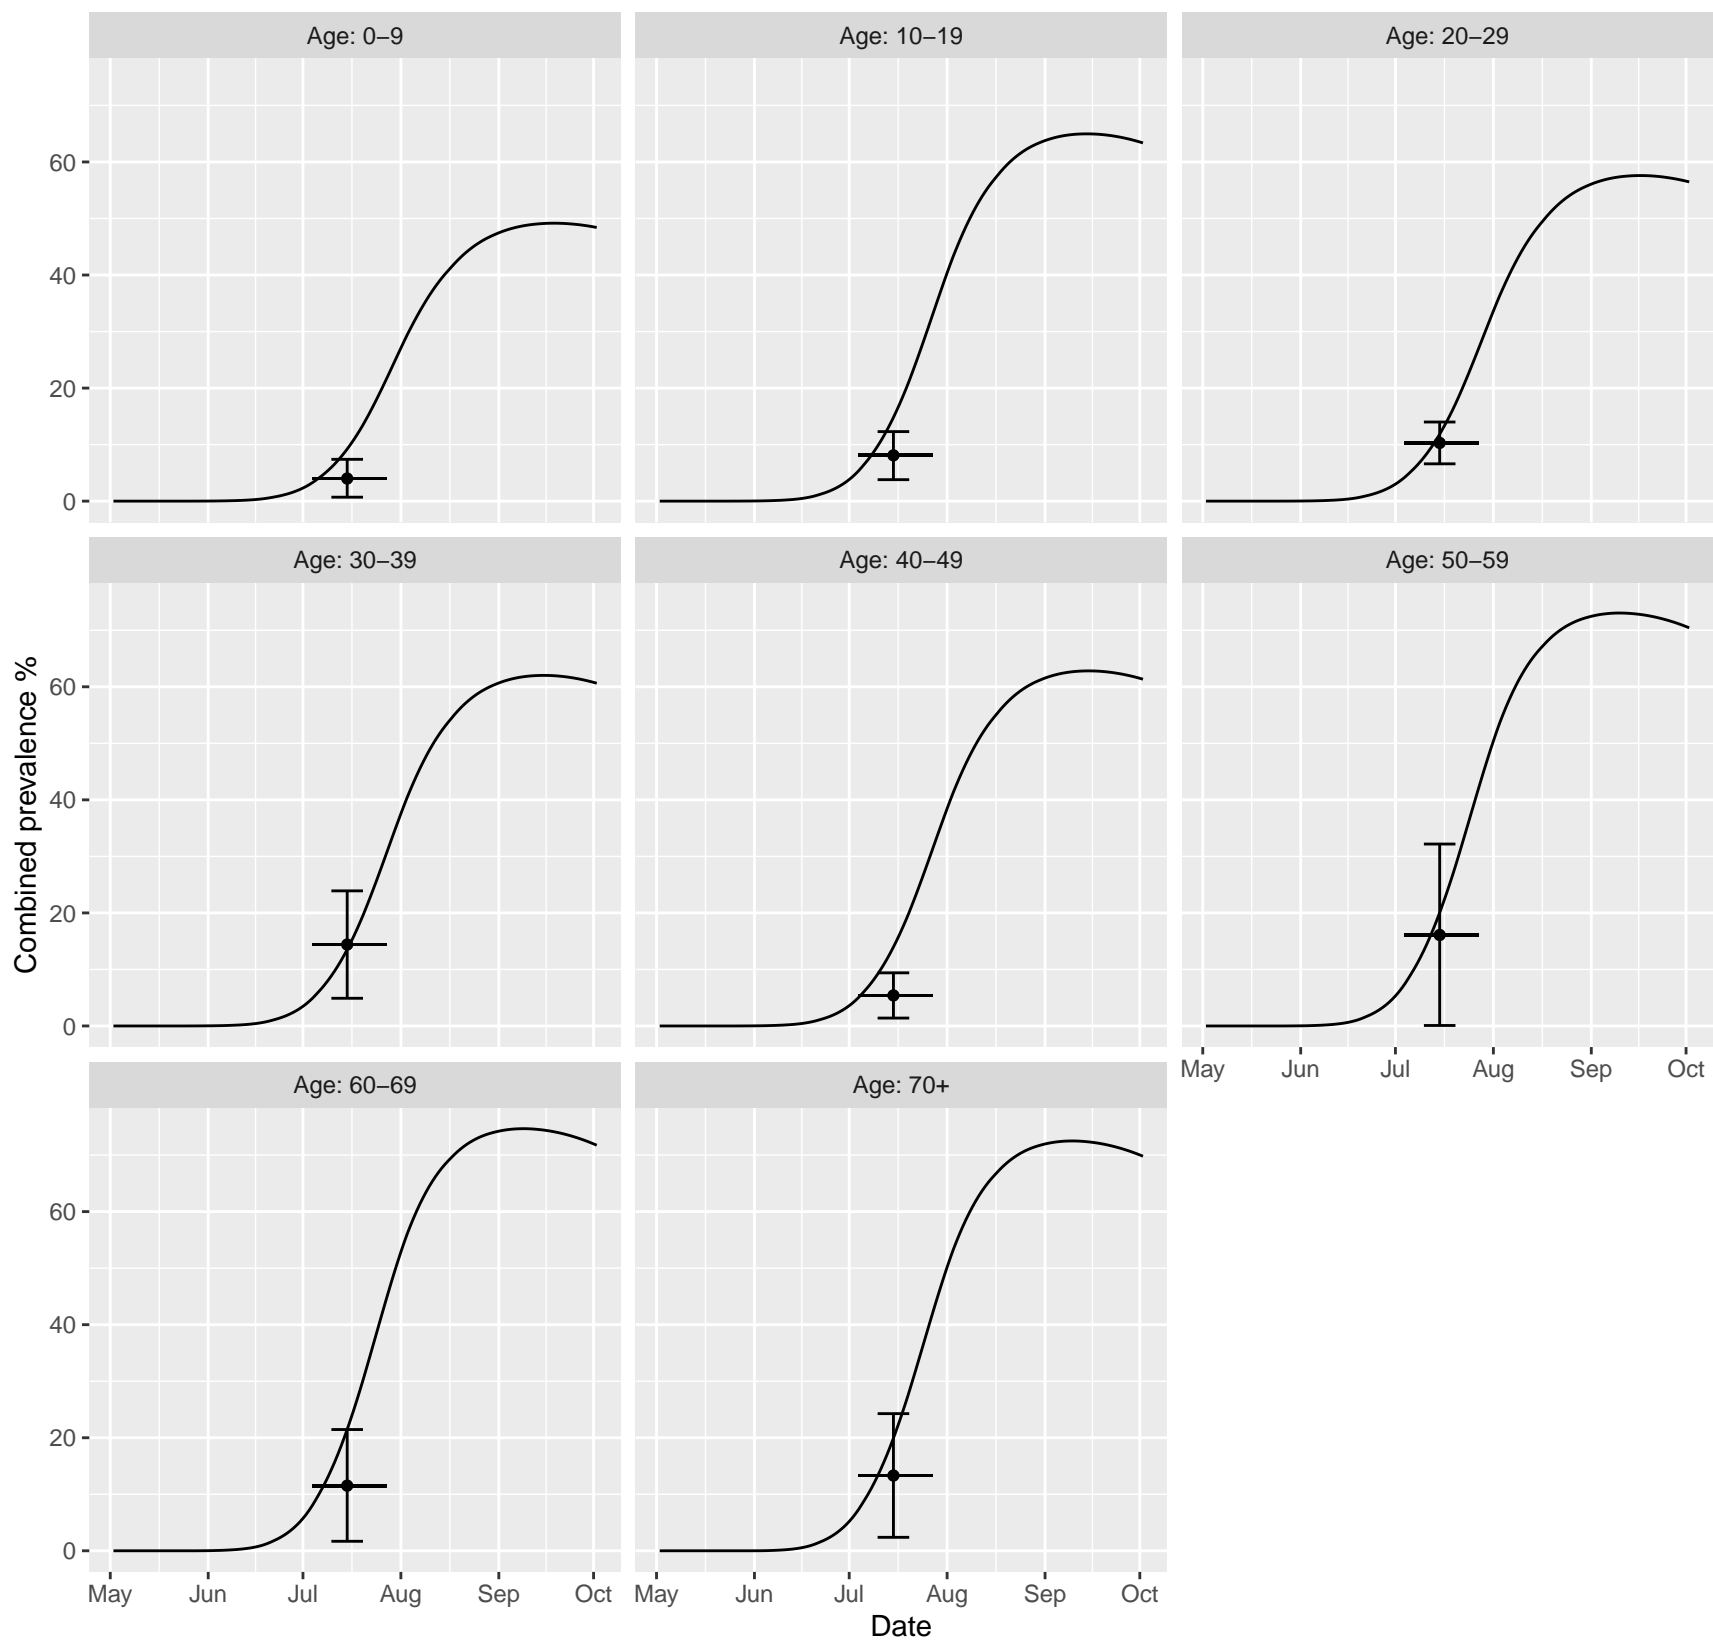 Age: 0–9
Age: 10–19
Age: 20–29
60
40
20
0
Age: 30–39
Age: 40–49
Age: 50–59
Combined prevalence %
60
40
20
0
May Jun Jul Aug Sep Oct
Age: 60–69
Age: 70+
60
40
20
0
May Jun Jul Aug Sep Oct
May Jun Jul Aug Sep Oct
Date